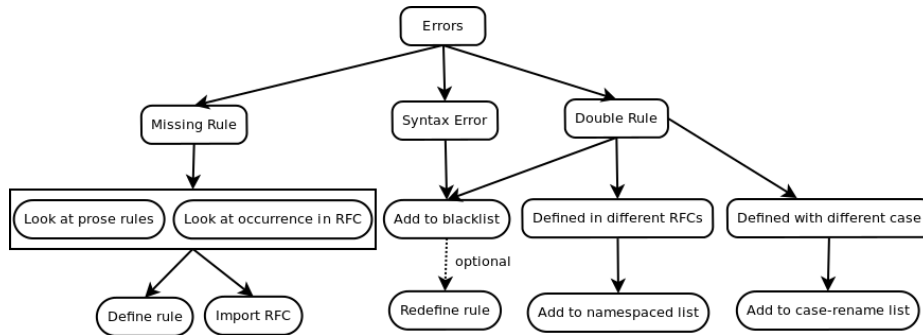 Errors
Missing Rule
Syntax Error
Double Rule
Look at prose rules
Look at occurrence in RFC
Add to blacklist
Defined in different RFCs
Defined with different case
optional
Define rule
Import RFC
Redefine rule
Add to namespaced list
Add to case-rename list